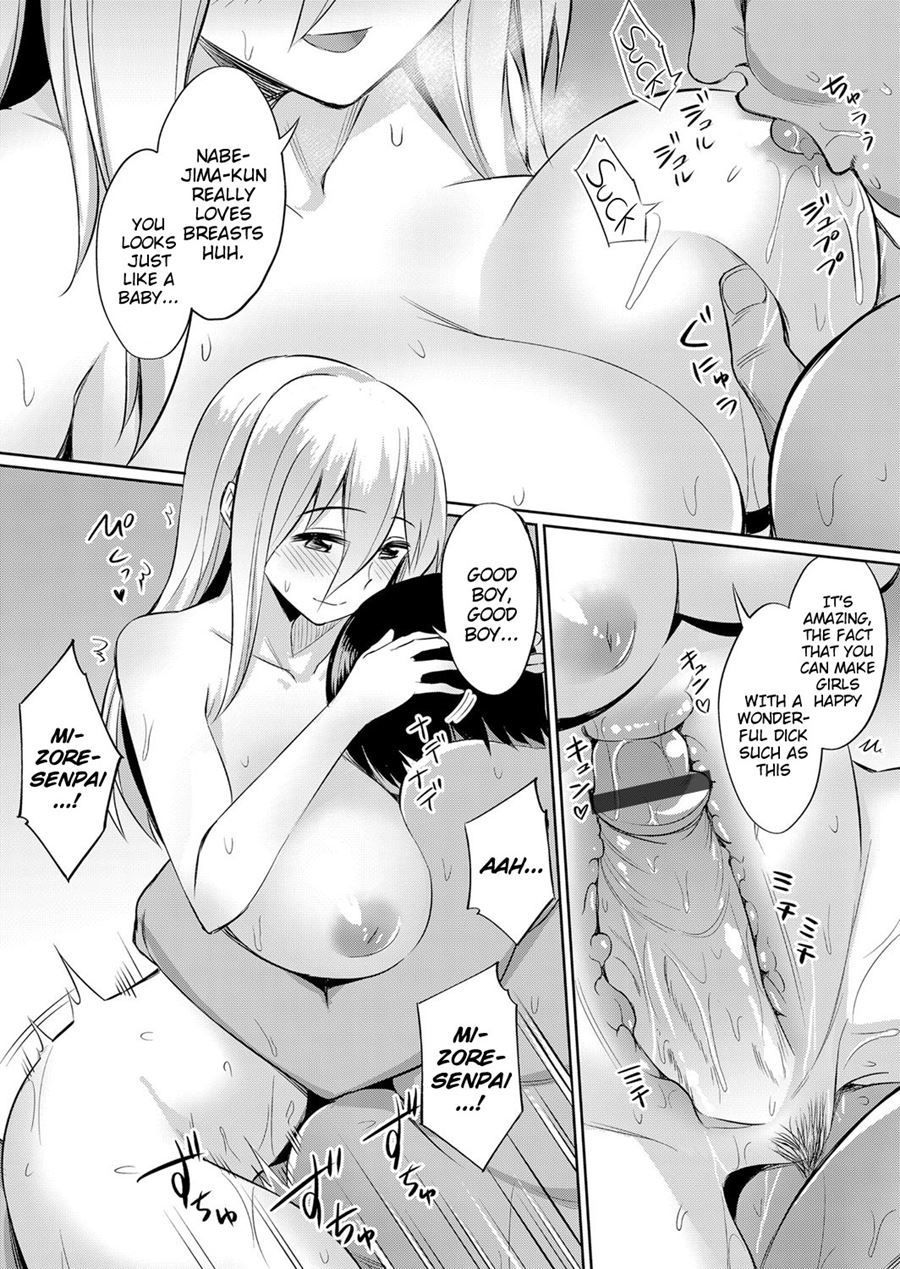 SUCK
SUCK
ちゅううう
ジュル
ジュル
ジュププ
ぐにゅう
NABE-
JIMA-KUN
REALLY
LOVES
BREASTS
HUH.
YOU
LOOKS
JUST
LIKE A
BABY...
IT'S
AMAZING,
THE FACT
THAT YOU
CAN MAKE
GIRLS
HAPPY
WITH A
WONDER-
FUL DICK
SUCH AS
THIS
キュン
キュン
ミチ
ミチ
GOOD
BOY,
GOOD
BOY...
ナデ
ナデ
MI-
ZORE-
SENPAI
...!
AAH...
MI-
ZORE-
SENPAI
...!
ずちゅ
ずちゅ